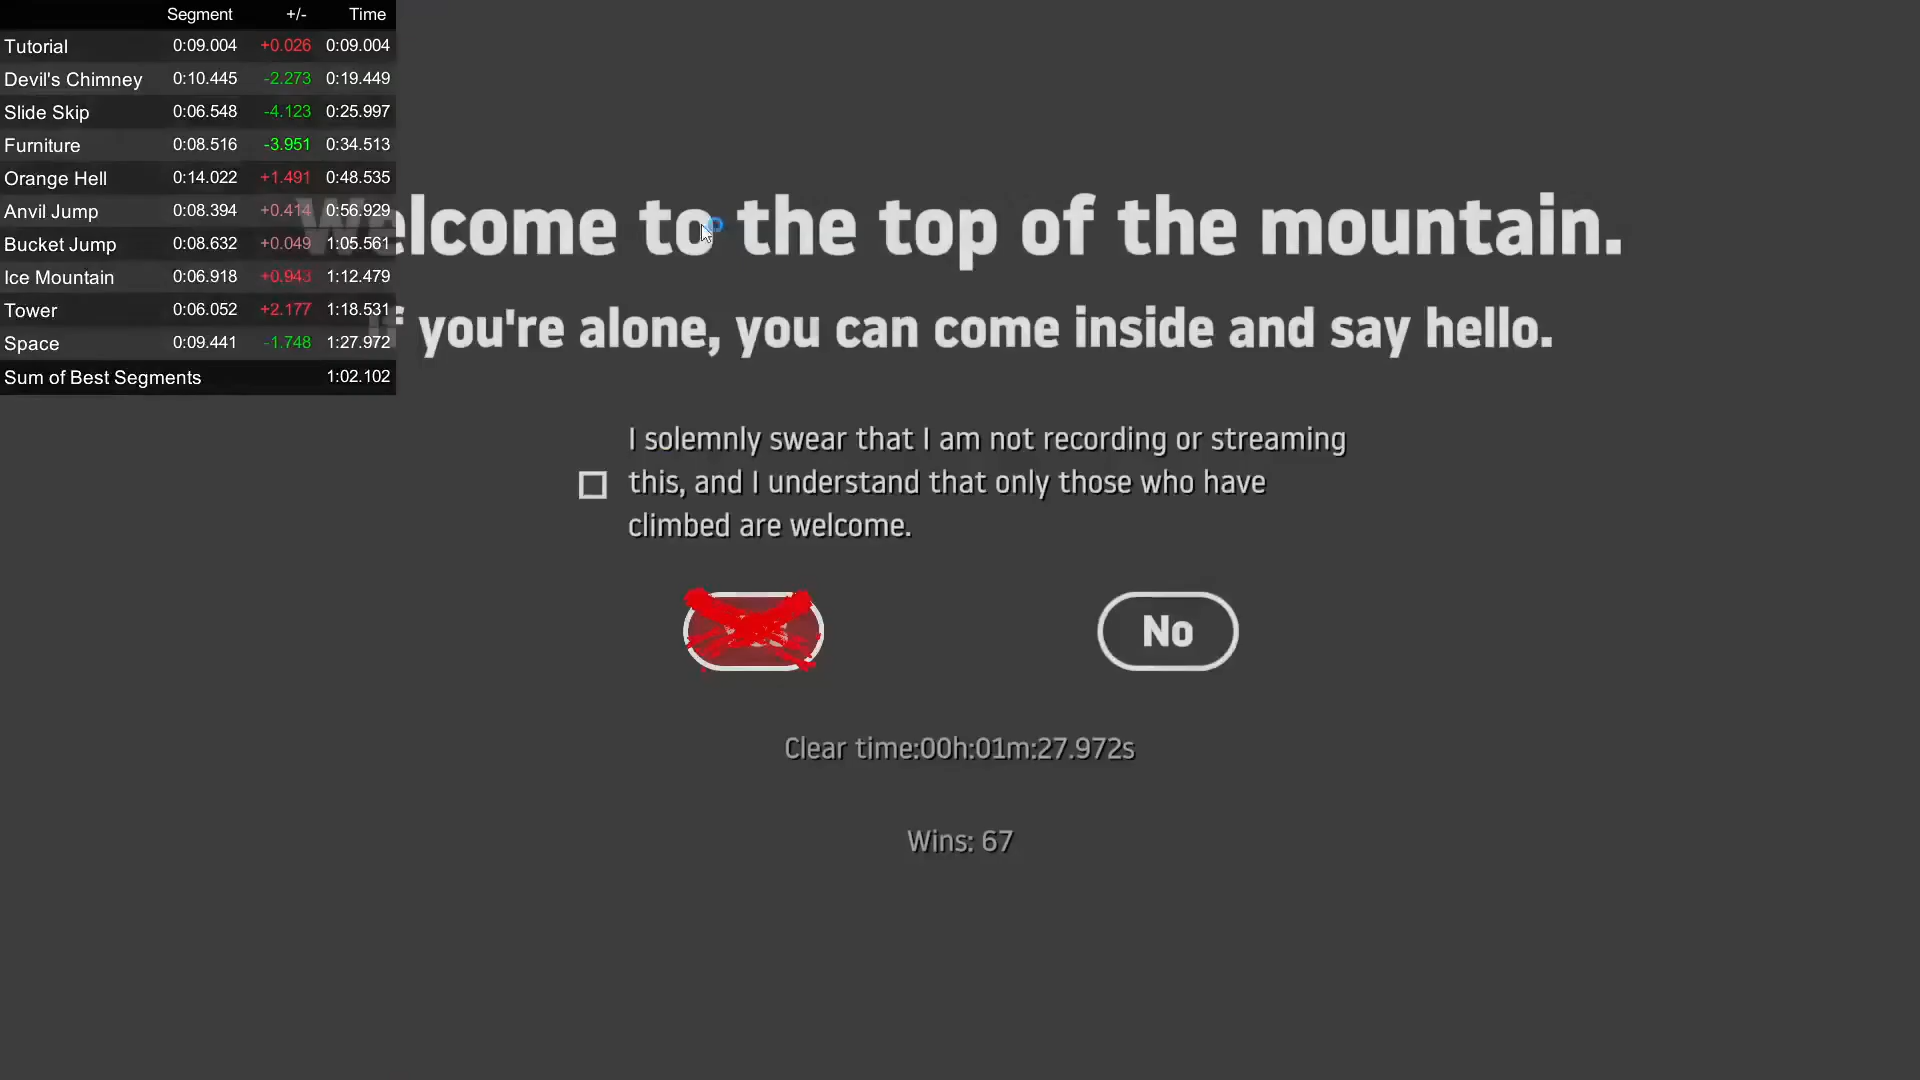 Segment +/- Time
Tutorial 0:09.004 +0.026 0:09.004
Devil's Chimney 0:10.445 -2.273 0:19.449
Slide Skip 0:06.548 -4.123 0:25.997
Furniture 0:08.516 -3.951 0:34.513
Orange Hell 0:14.022 +1.491 0:48.535
Anvil Jump 0:08.394 +0.414 0:56.929
Bucket Jump 0:08.632 +0.049 1:05.561
Ice Mountain 0:06.918 +0.943 1:12.479
Tower 0:06.052 +2.177 1:18.531
Space 0:09.441 -1.748 1:27.972
Sum of Best Segments 1:02.102
Welcome to the top of the mountain.
If you're alone, you can come inside and say hello.
I solemnly swear that I am not recording or streaming
this, and I understand that only those who have
climbed are welcome.
No
Clear time:00h:01m:27.972s
Wins: 67